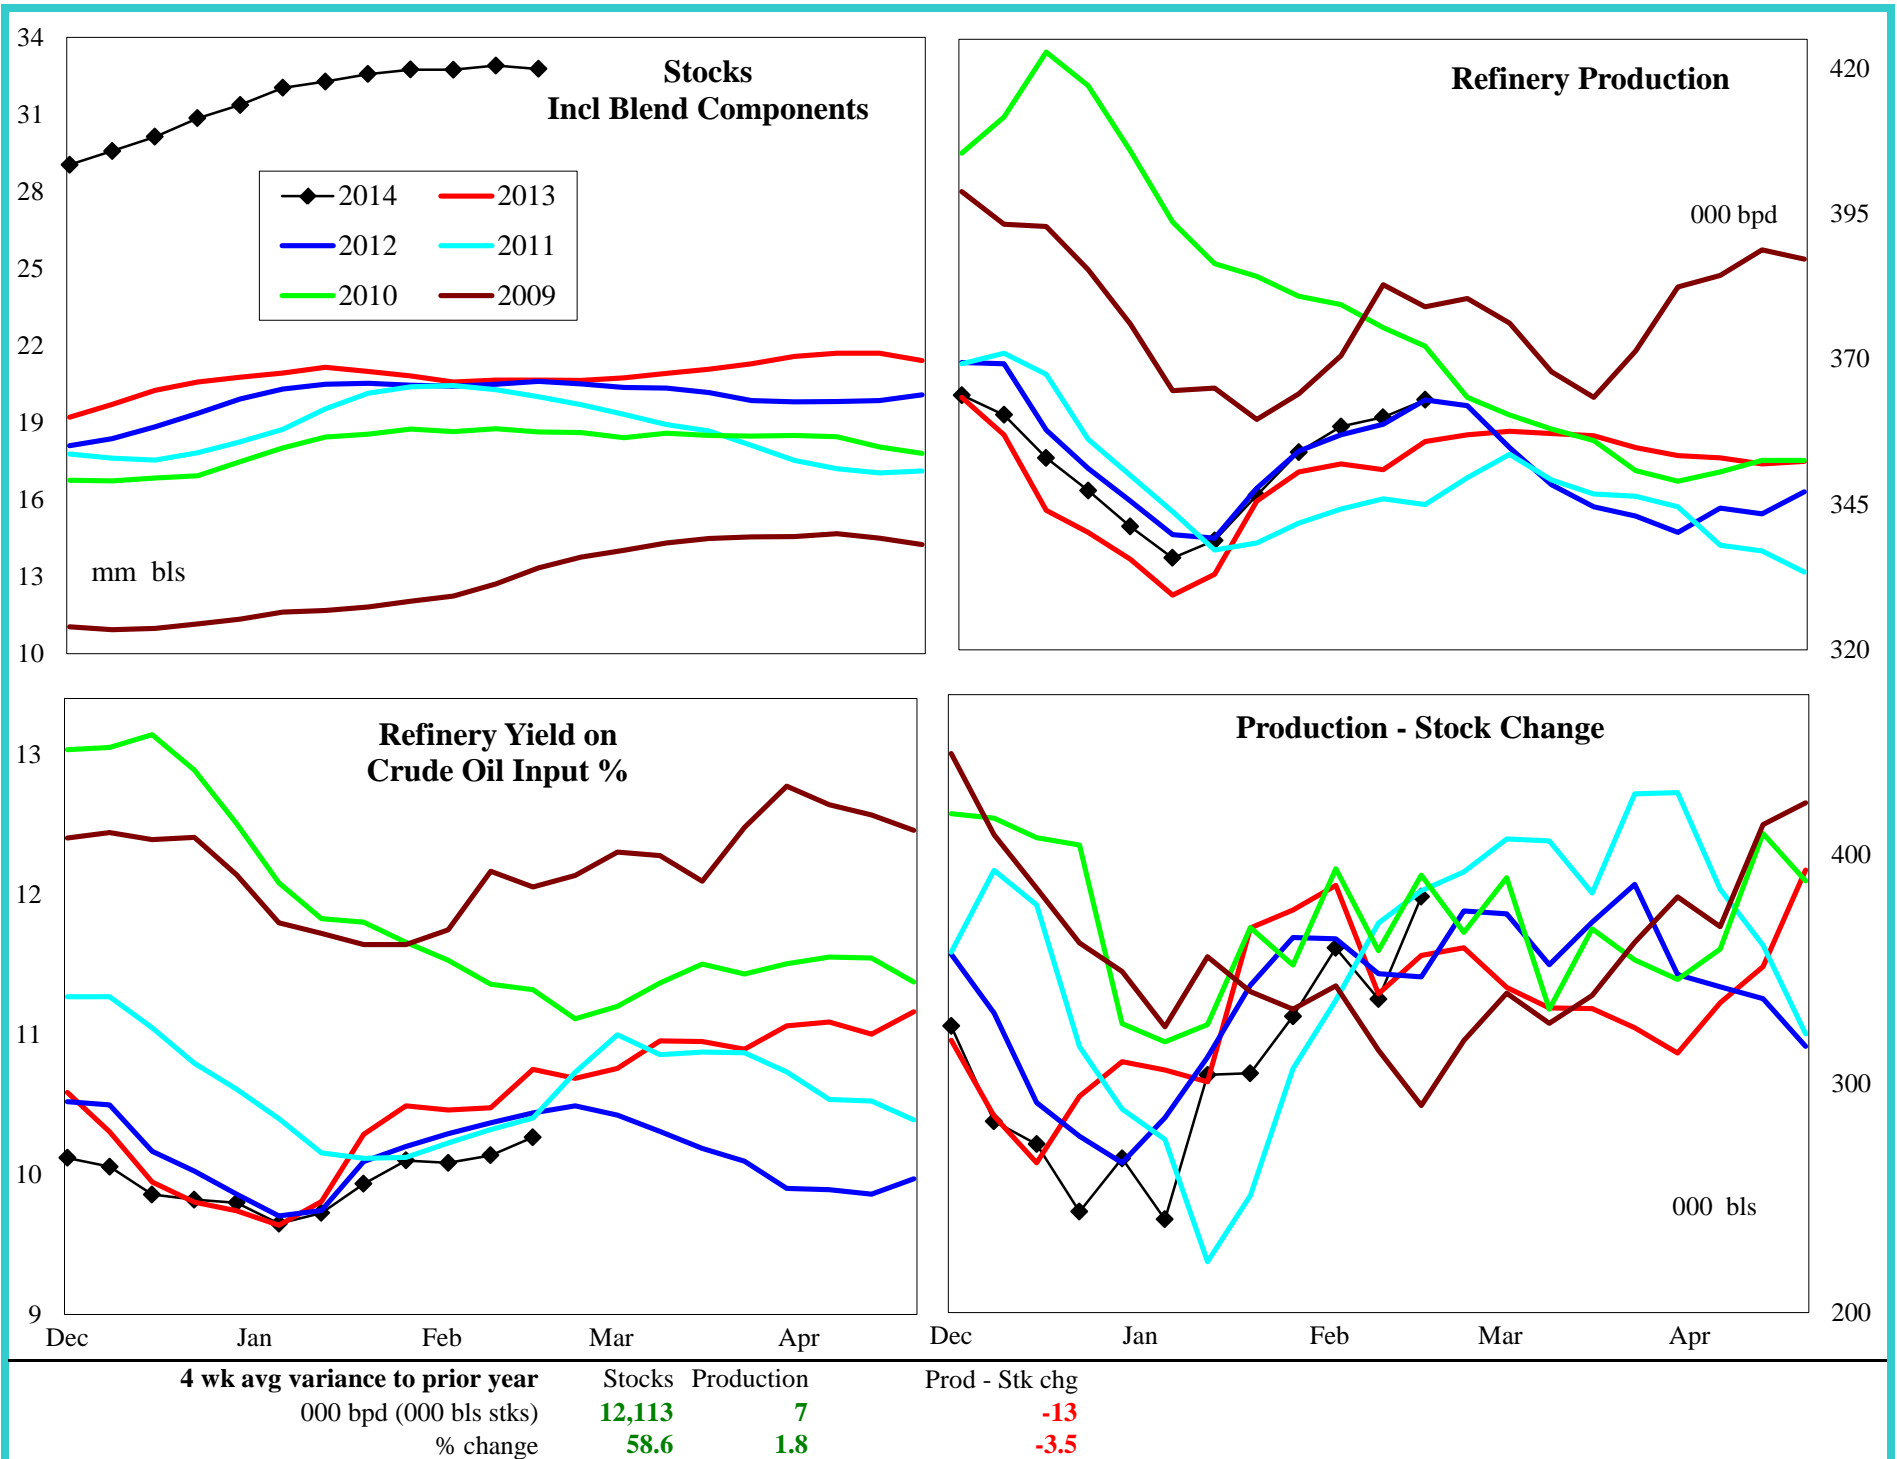 34
31
28
25
22
19
16
13
10
Stocks
Incl Blend Components
2014 2013
2012 2011
2010 2009
mm bls
Refinery Production
000 bpd
420
395
370
345
320
13
12
11
10
9
Refinery Yield on
Crude Oil Input %
Dec Jan Feb Mar Apr
Production - Stock Change
000 bls
400
300
200
Dec Jan Feb Mar Apr
4 wk avg variance to prior year Stocks Production Prod - Stk chg
000 bpd (000 bls stks) 12,113 7 -13
% change 58.6 1.8 -3.5